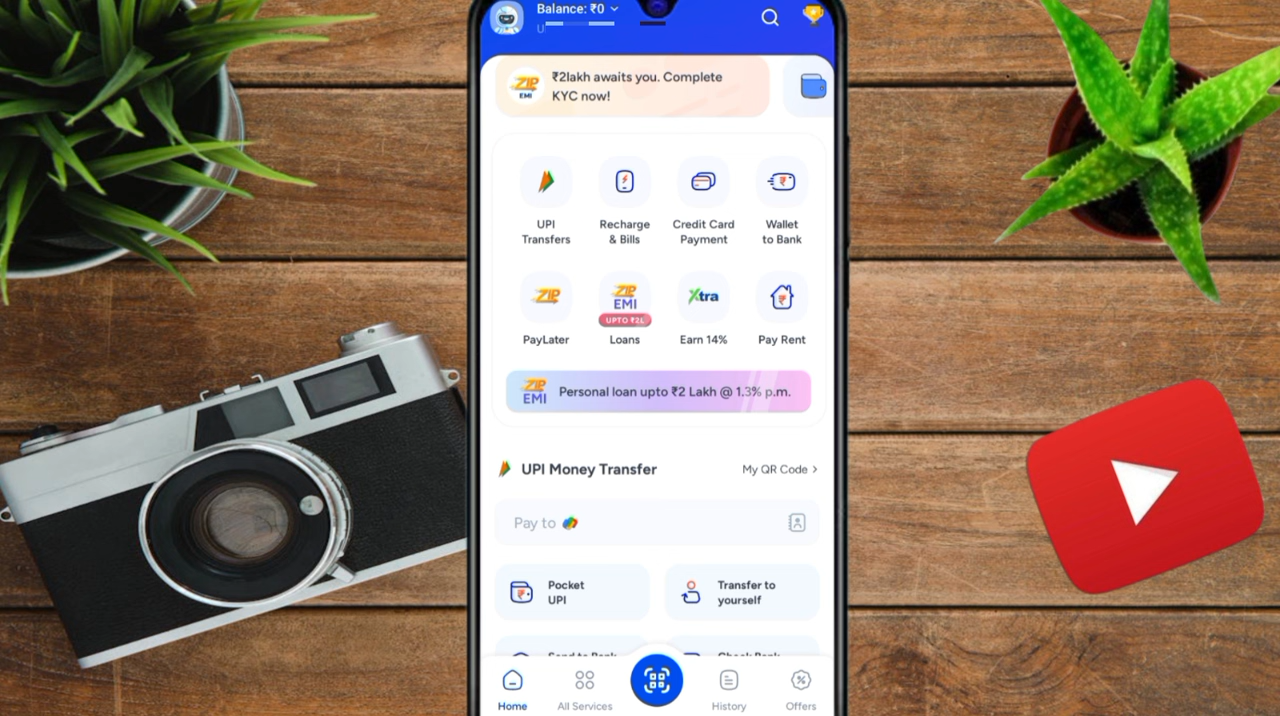 Balance: ₹0
ZIP
EMI
₹2lakh awaits you. Complete
KYC now!
UPI
Transfers
Recharge
& Bills
Credit Card
Payment
Wallet
to Bank
ZIP
PayLater
ZIP
EMI
UPTO ₹2L
Loans
Xtra
Earn 14%
Pay Rent
ZIP
EMI
Personal loan upto ₹2 Lakh @ 1.3% p.m.
UPI Money Transfer
My QR Code >
Pay to
Pocket
UPI
Transfer to
yourself
Home
All Services
History
Offers